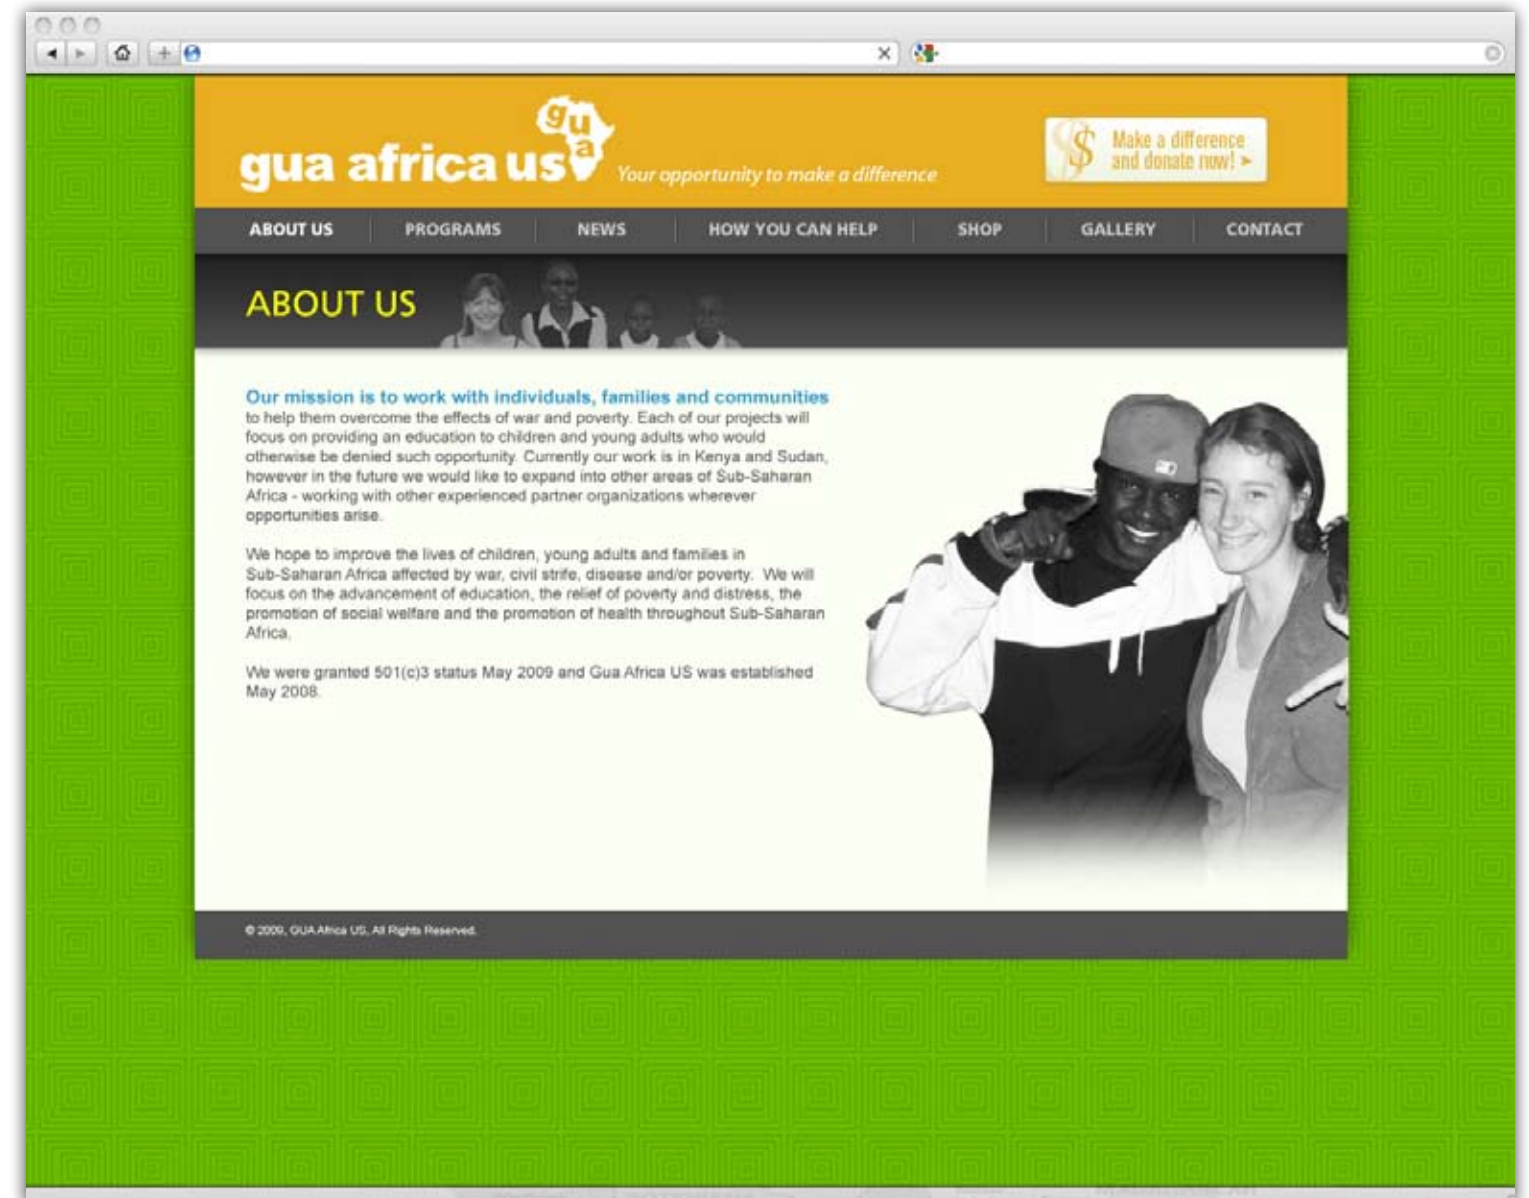 gua
gua africa us
Your opportunity to make a difference
$ Make a difference
and donate now! ➤
ABOUT US PROGRAMS NEWS HOW YOU CAN HELP SHOP GALLERY CONTACT
ABOUT US
Our mission is to work with individuals, families and communities
to help them overcome the effects of war and poverty. Each of our projects will
focus on providing an education to children and young adults who would
otherwise be denied such opportunity. Currently our work is in Kenya and Sudan,
however in the future we would like to expand into other areas of Sub-Saharan
Africa - working with other experienced partner organizations wherever
opportunities arise.
We hope to improve the lives of children, young adults and families in
Sub-Saharan Africa affected by war, civil strife, disease and/or poverty. We will
focus on the advancement of education, the relief of poverty and distress, the
promotion of social welfare and the promotion of health throughout Sub-Saharan
Africa.
We were granted 501(c)3 status May 2009 and Gua Africa US was established
May 2008.
© 2009, GUA Africa US, All Rights Reserved.